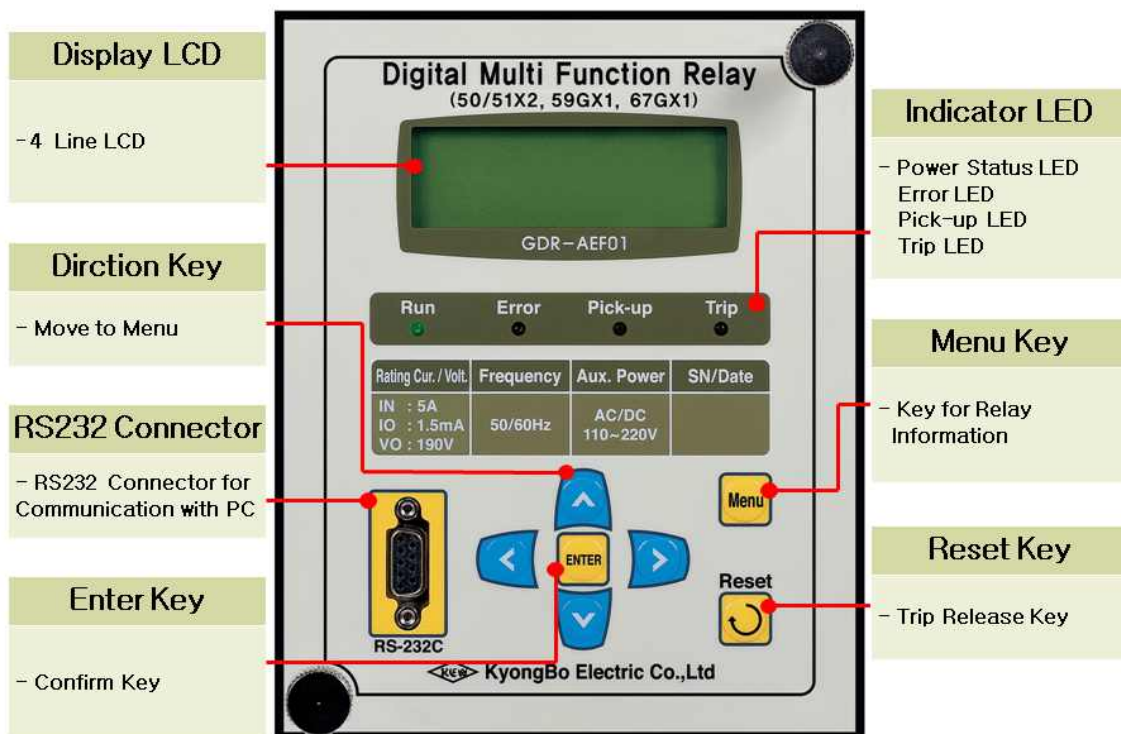 Display LCD
- 4 Line LCD
Dirction Key
- Move to Menu
RS232 Connector
- RS232 Connector for
Communication with PC
Enter Key
- Confirm Key
Digital Multi Function Relay
(50/51X2, 59GX1, 67GX1)
GDR-AEF01
Run Error Pick-up Trip
Rating Cur. / Volt. Frequency Aux. Power SN/Date
IN : 5A
IO : 1.5mA
VO : 190V
50/60Hz
AC/DC
110~220V
Menu
ENTER
Reset
RS-232C
KEW KyongBo Electric Co.,Ltd
Indicator LED
- Power Status LED
Error LED
Pick-up LED
Trip LED
Menu Key
- Key for Relay
Information
Reset Key
- Trip Release Key